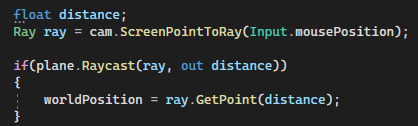 float distance;
Ray ray = cam.ScreenPointToRay(Input.mousePosition);
if(plane.Raycast(ray, out distance))
{
worldPosition = ray.GetPoint(distance);
}